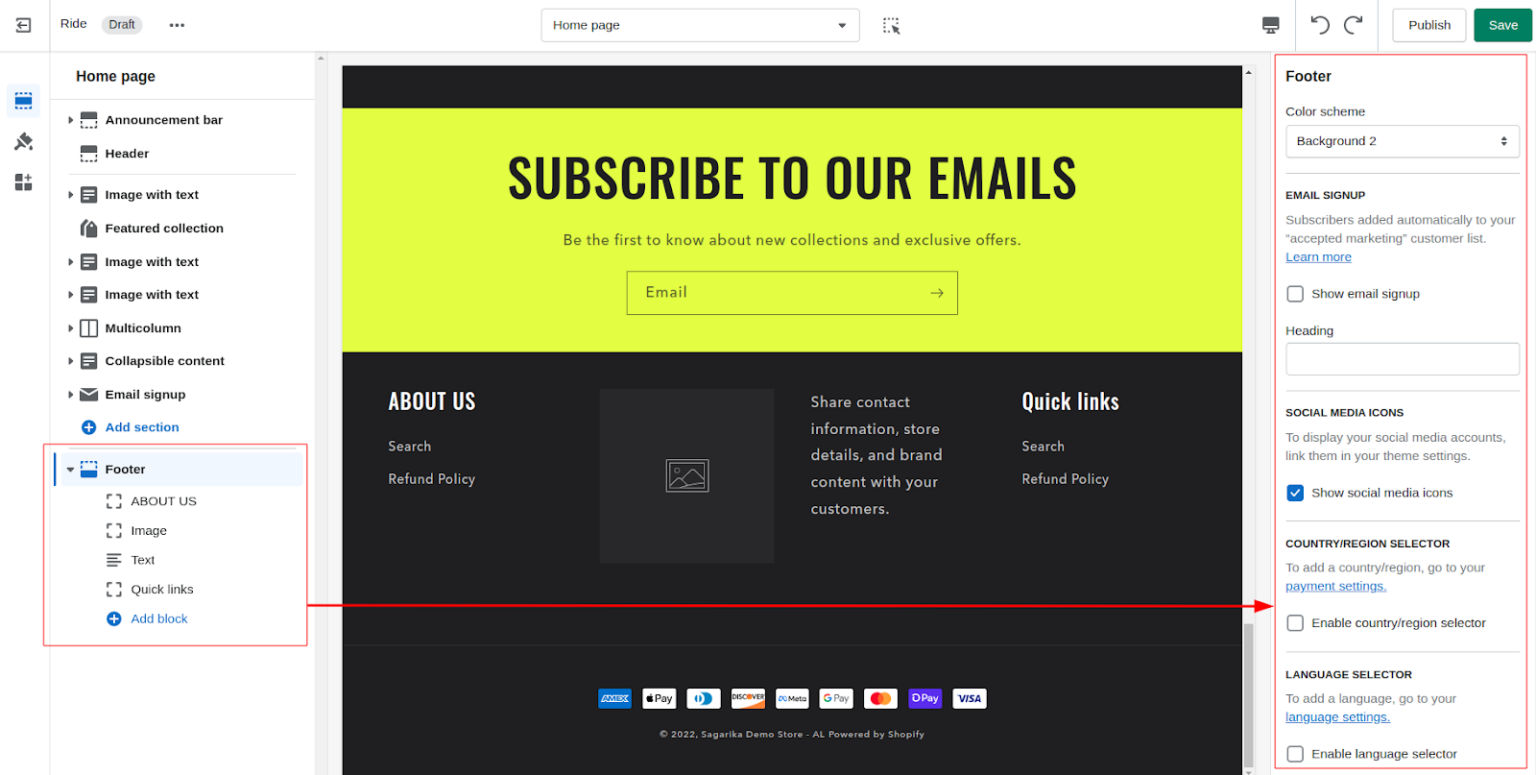 Ride
Draft
Home page
Publish
Save
Home page
Announcement bar
Header
Image with text
Featured collection
Image with text
Image with text
Multicolumn
Collapsible content
Email signup
Add section
Footer
ABOUT US
Image
Text
Quick links
Add block
SUBSCRIBE TO OUR EMAILS
Be the first to know about new collections and exclusive offers.
Email
ABOUT US
Search
Refund Policy
Share contact
information, store
details, and brand
content with your
customers.
Quick links
Search
Refund Policy
AMEX
Pay
DISCOVER
Meta
G Pay
Pay
VISA
© 2022, Sagarika Demo Store - AL Powered by Shopify
Footer
Color scheme
Background 2
EMAIL SIGNUP
Subscribers added automatically to your
“accepted marketing” customer list.
Learn more
Show email signup
Heading
SOCIAL MEDIA ICONS
To display your social media accounts,
link them in your theme settings.
Show social media icons
COUNTRY/REGION SELECTOR
To add a country/region, go to your
payment settings.
Enable country/region selector
LANGUAGE SELECTOR
To add a language, go to your
language settings.
Enable language selector